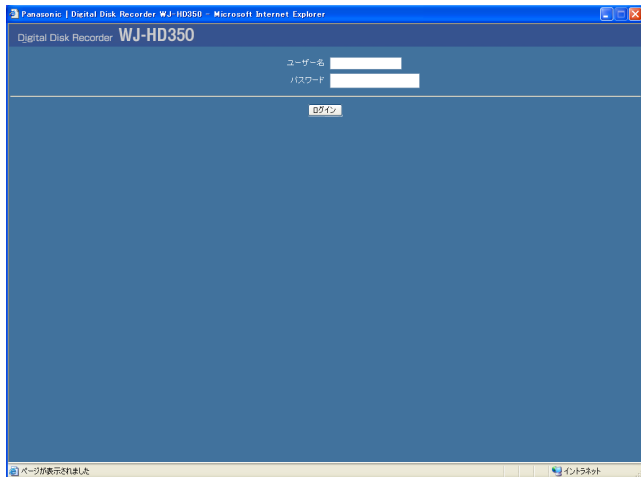 Panasonic | Digital Disk Recorder WJ-HD350 - Microsoft Internet Explorer
Digital Disk Recorder WJ-HD350
ユーザー名
パスワード
ログイン
ページが表示されました
イントラネット